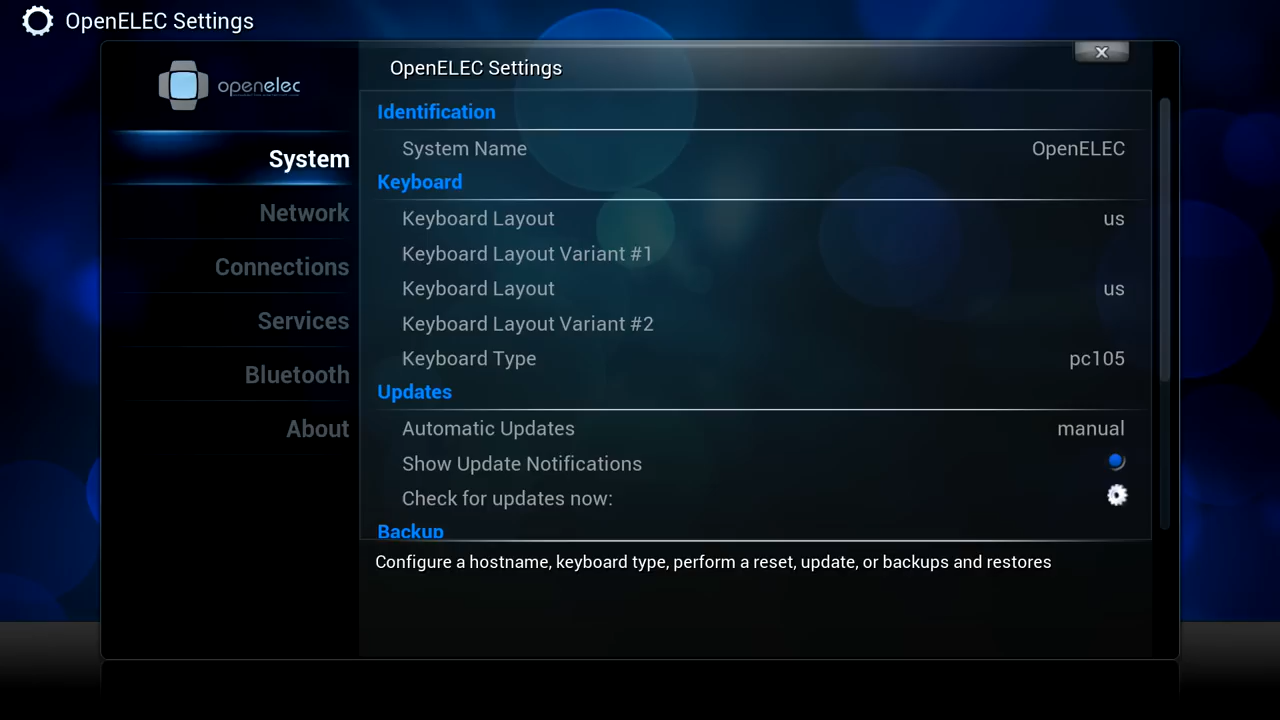 OpenELEC Settings
openelec
OpenELEC Settings
System
Network
Connections
Services
Bluetooth
About
Identification
System Name OpenELEC
Keyboard
Keyboard Layout us
Keyboard Layout Variant #1
Keyboard Layout us
Keyboard Layout Variant #2
Keyboard Type pc105
Updates
Automatic Updates manual
Show Update Notifications
Check for updates now:
Backup
Configure a hostname, keyboard type, perform a reset, update, or backups and restores